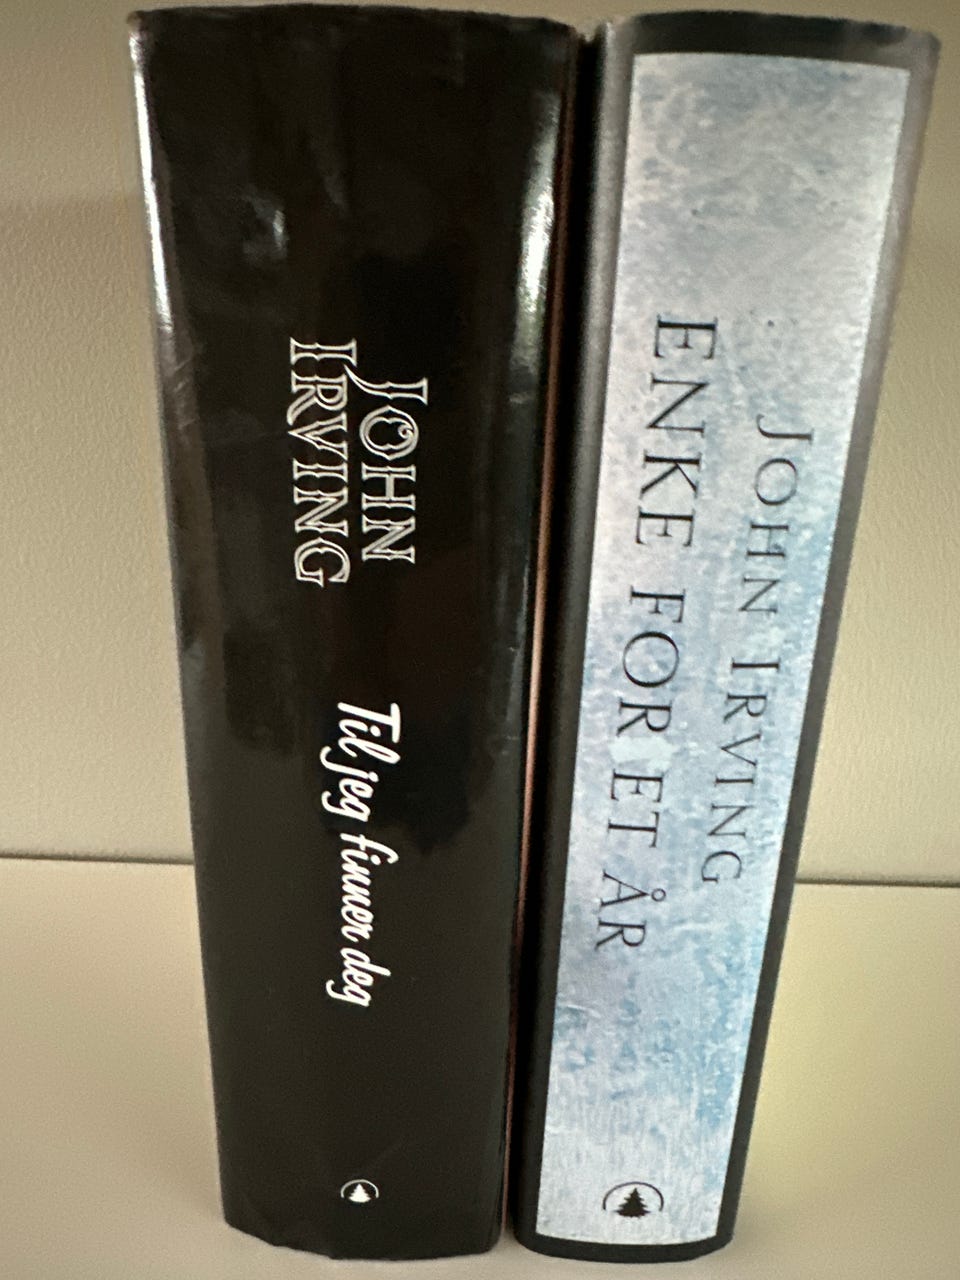 JOHN
IRVING
Til jeg finner deg
JOHN IRVING
ENKE FOR ET ÅR